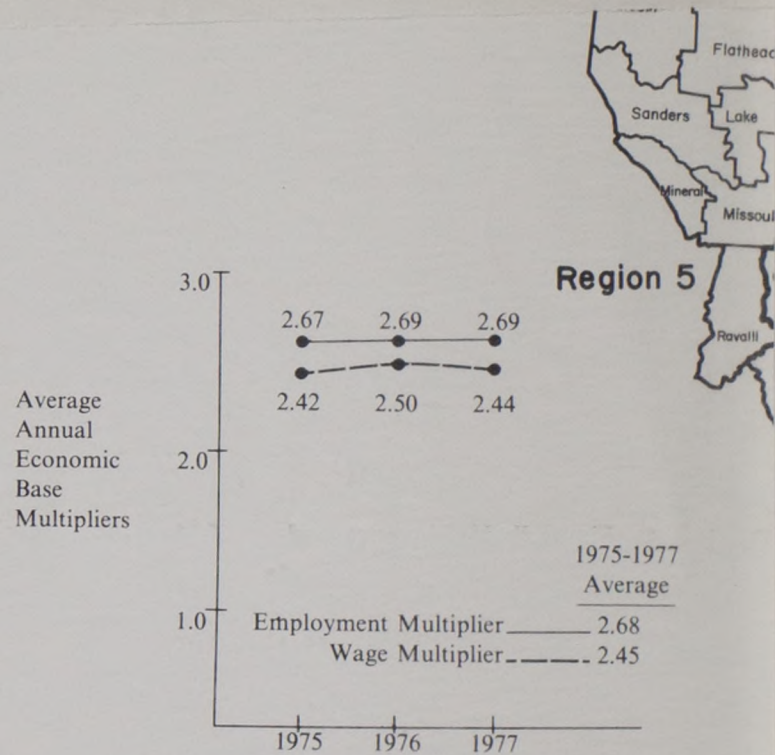 Flathead
Sanders
Lake
Mineral
Missoul
Region 5
Ravalli
3.0
2.67 2.69 2.69
2.42 2.50 2.44
Average
Annual
Economic
Base
Multipliers
2.0
1.0
1975-1977
Average
Employment Multiplier 2.68
Wage Multiplier 2.45
1975 1976 1977